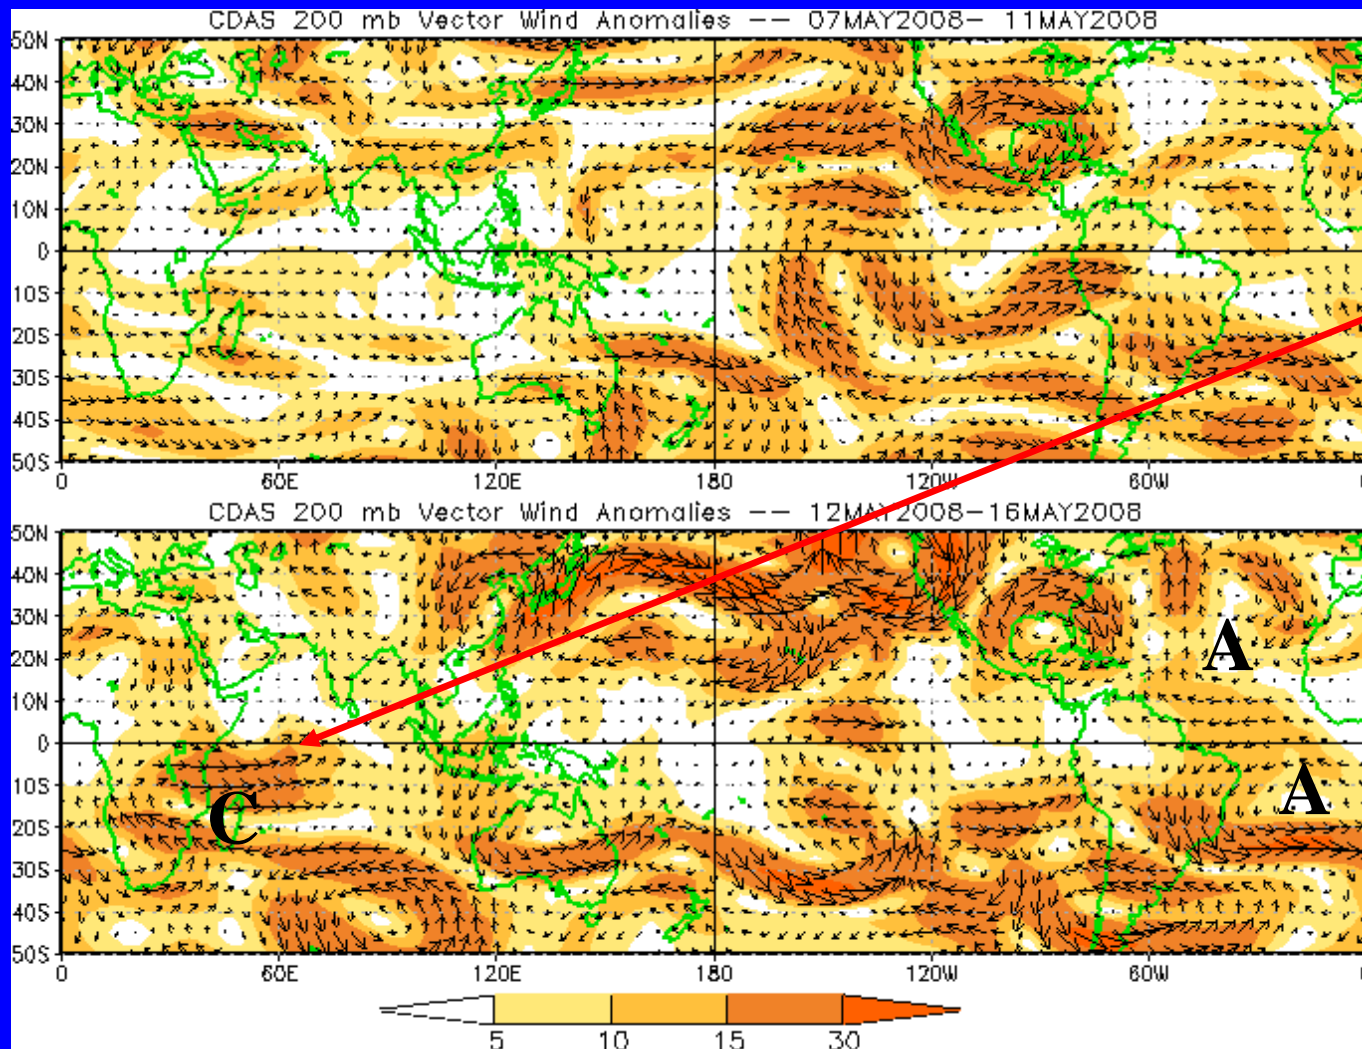 CDAS 200 mb Vector Wind Anomalies -- 07MAY2008- 11MAY2008
50N
40N
30N
20N
10N
0
10S
20S
30S
40S
50S
0 60E 120E 180 120W 60W 0
CDAS 200 mb Vector Wind Anomalies -- 12MAY2008-16MAY2008
50N
40N
30N
20N
A
10N
0
10S
C A
20S
30S
40S
50S
0 60E 120E 180 120W 60W 0
5 10 15 30